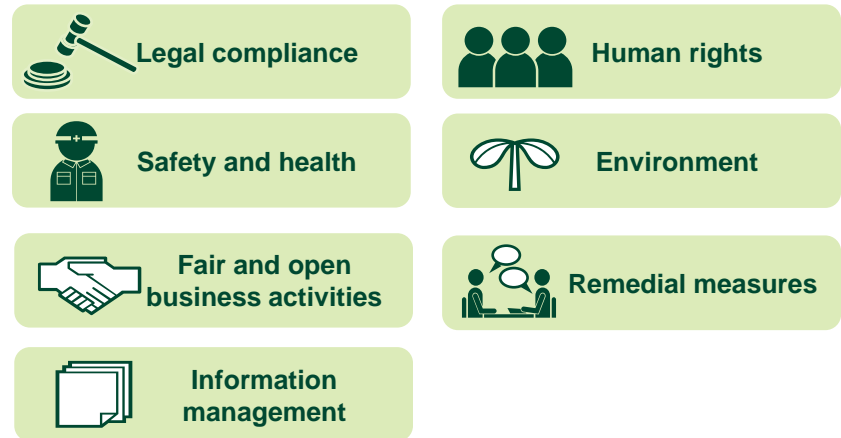 Legal compliance
Human rights
Safety and health
Environment
Fair and open
business activities
Remedial measures
Information
management